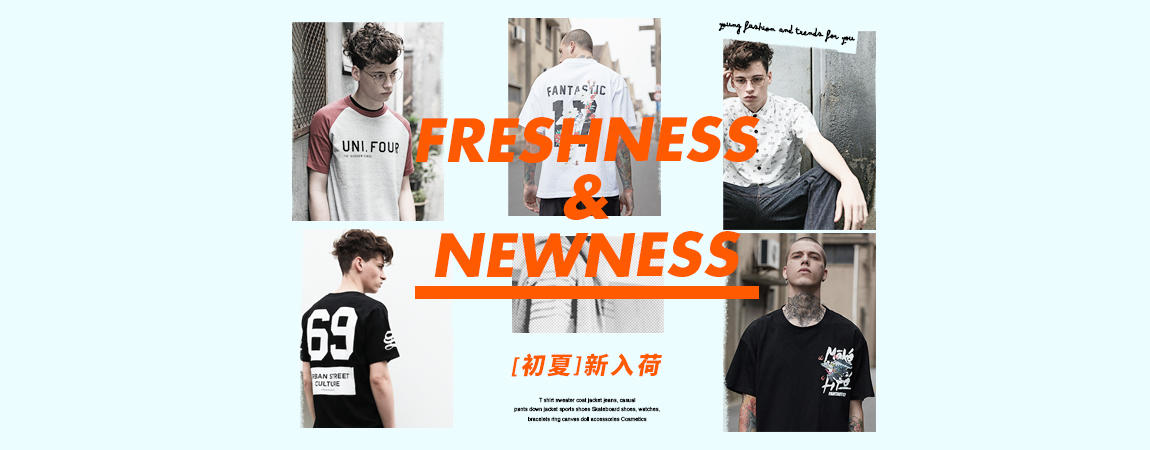 young fashion and trends for you
UNI.FOUR
FANTASTIC
17
FRESHNESS
&
NEWNESS
69
URBAN STREET
CULTURE
Make
[初夏]新入荷
T shirt sweater coat jacket jeans, casual
pants down jacket sports shoes Skateboard shoes, watches,
bracelets ring canvas doll accessories Cosmetics